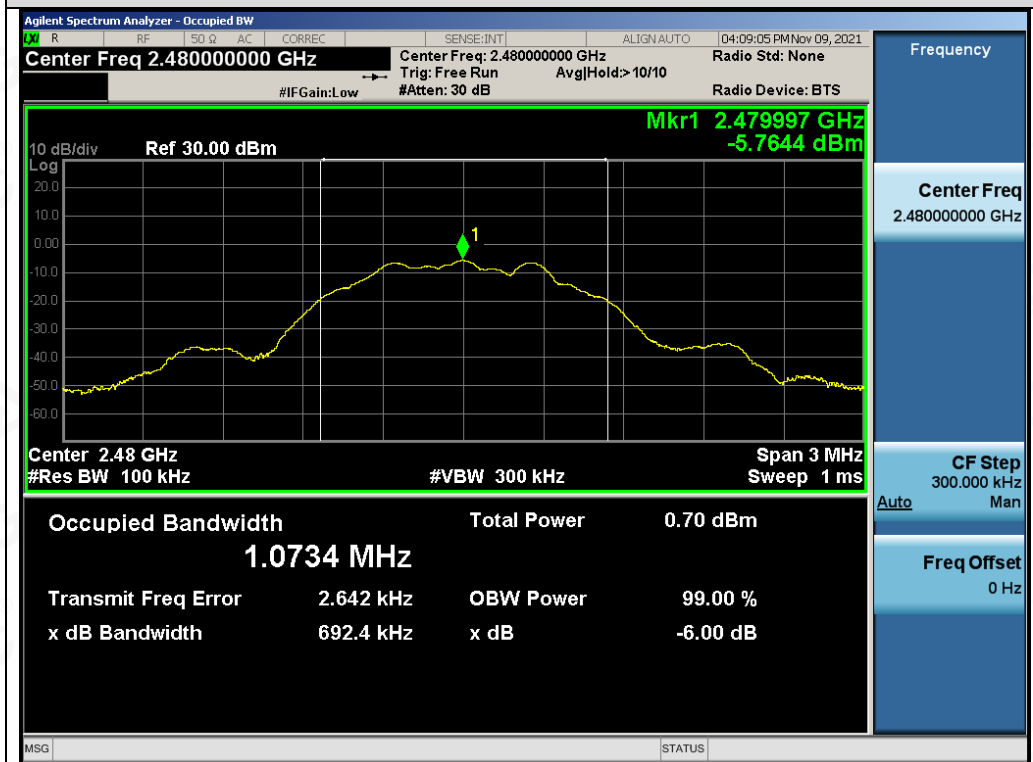 Agilent Spectrum Analyzer - Occupied BW
LXI R RF 50 Ω AC CORREC SENSE:INT ALIGN AUTO 04:09:05 PM Nov 09, 2021
Center Freq 2.480000000 GHz
Center Freq: 2.480000000 GHz
Radio Std: None
Trig: Free Run Avg|Hold:> 10/10
#IFGain:Low
#Atten: 30 dB
Radio Device: BTS
Mkr1 2.479997 GHz
-5.7644 dBm
10 dB/div Ref 30.00 dBm
Log
20.0
10.0
0.00
-10.0
-20.0
-30.0
-40.0
-50.0
-60.0
1
Center 2.48 GHz
Span 3 MHz
#Res BW 100 kHz
#VBW 300 kHz
Sweep 1 ms
Occupied Bandwidth
1.0734 MHz
Total Power 0.70 dBm
Transmit Freq Error 2.642 kHz
OBW Power 99.00 %
x dB Bandwidth 692.4 kHz
x dB -6.00 dB
Frequency
Center Freq
2.480000000 GHz
CF Step
300.000 kHz
Auto Man
Freq Offset
0 Hz
MSG
STATUS